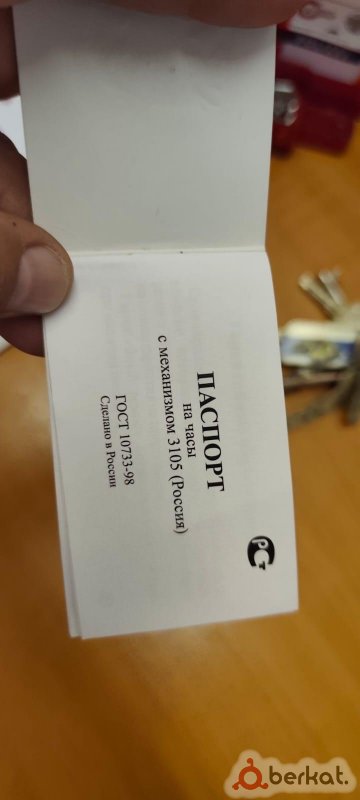 ПАСПОРТ
на часы
с механизмом 3105 (Россия)
ГОСТ 10733-98
Сделано в России
berkat.